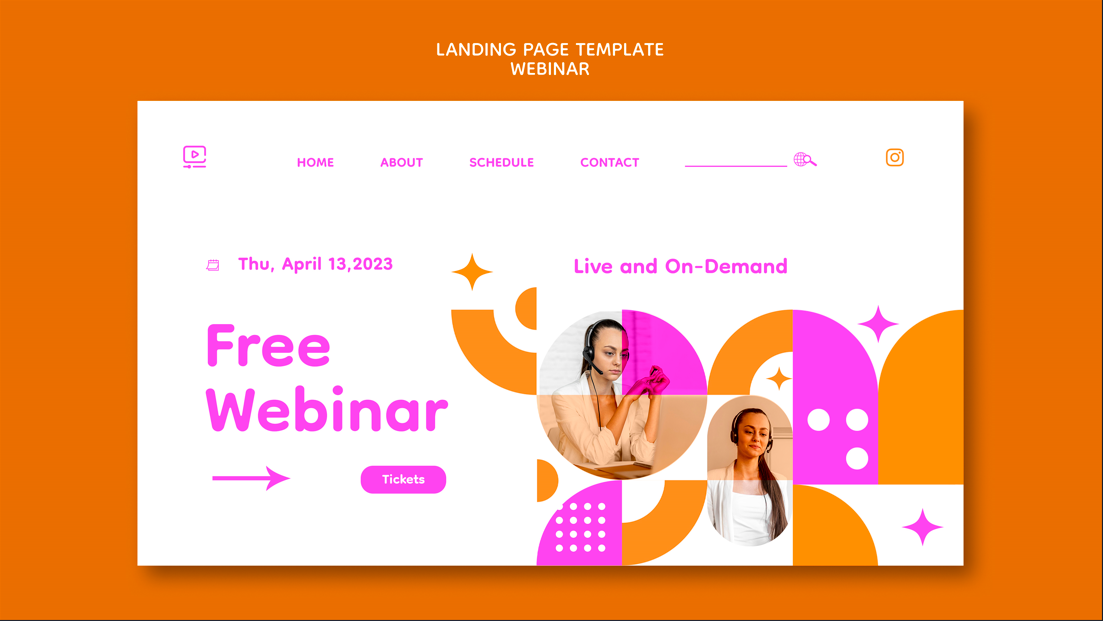 LANDING PAGE TEMPLATE
WEBINAR
HOME ABOUT SCHEDULE CONTACT
Thu, April 13,2023
Live and On-Demand
Free
Webinar
Tickets